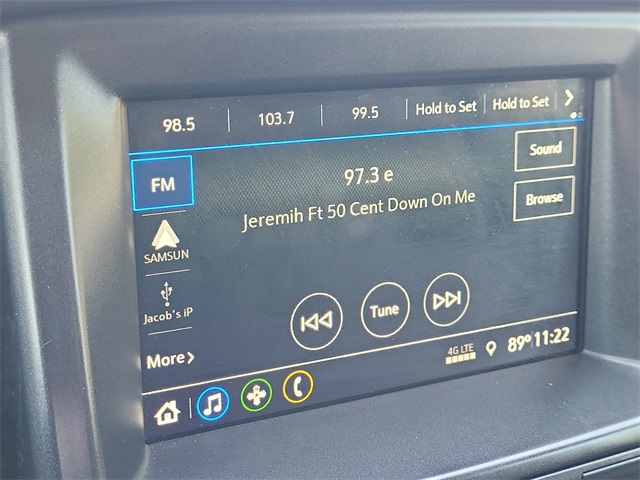 98.5 103.7 99.5 Hold to Set Hold to Set
FM
97.3 e
Sound
Jeremih Ft 50 Cent Down On Me
Browse
SAMSUN
Jacob's iP
Tune
More
4G LTE 89° 11:22